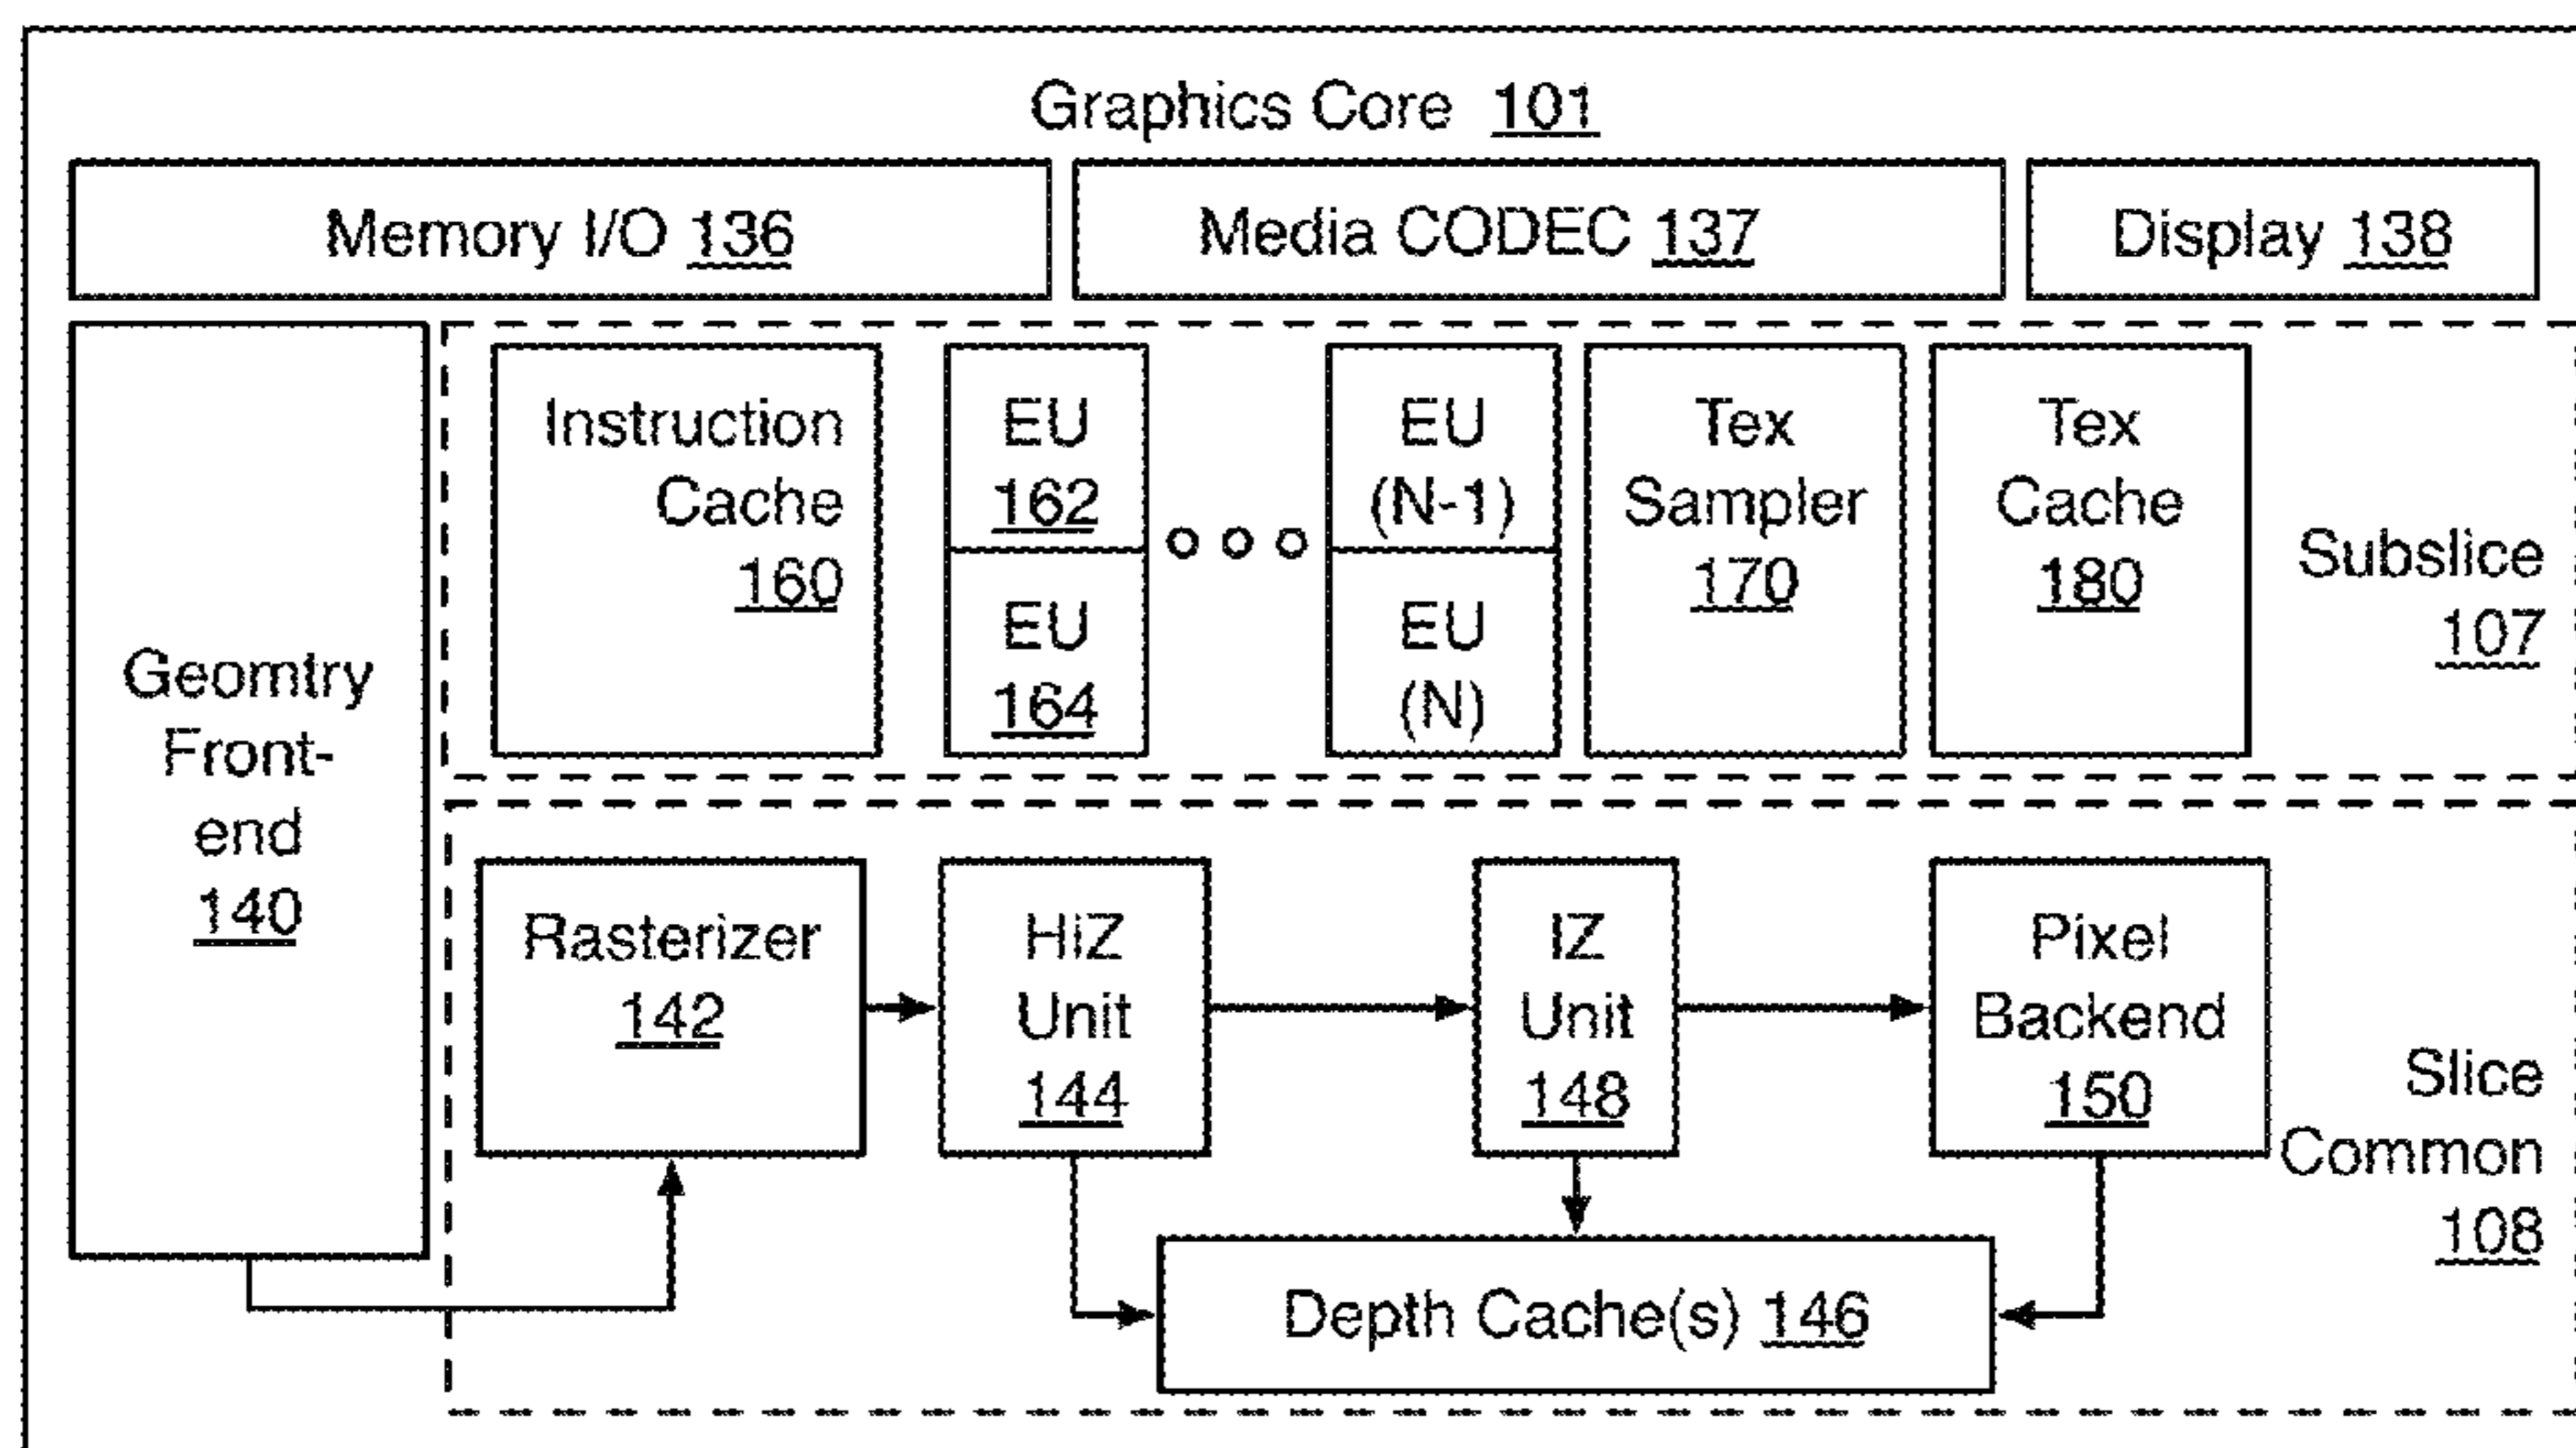 Graphics Core 101
Memory I/O 136
Media CODEC 137
Display 138
Geomtry
Front-
end
140
Instruction
Cache
160
EU
162
EU
164
EU
(N-1)
EU
(N)
Tex
Sampler
170
Tex
Cache
180
Subslice
107
Rasterizer
142
HiZ
Unit
144
IZ
Unit
148
Pixel
Backend
150
Slice
Common
108
Depth Cache(s) 146